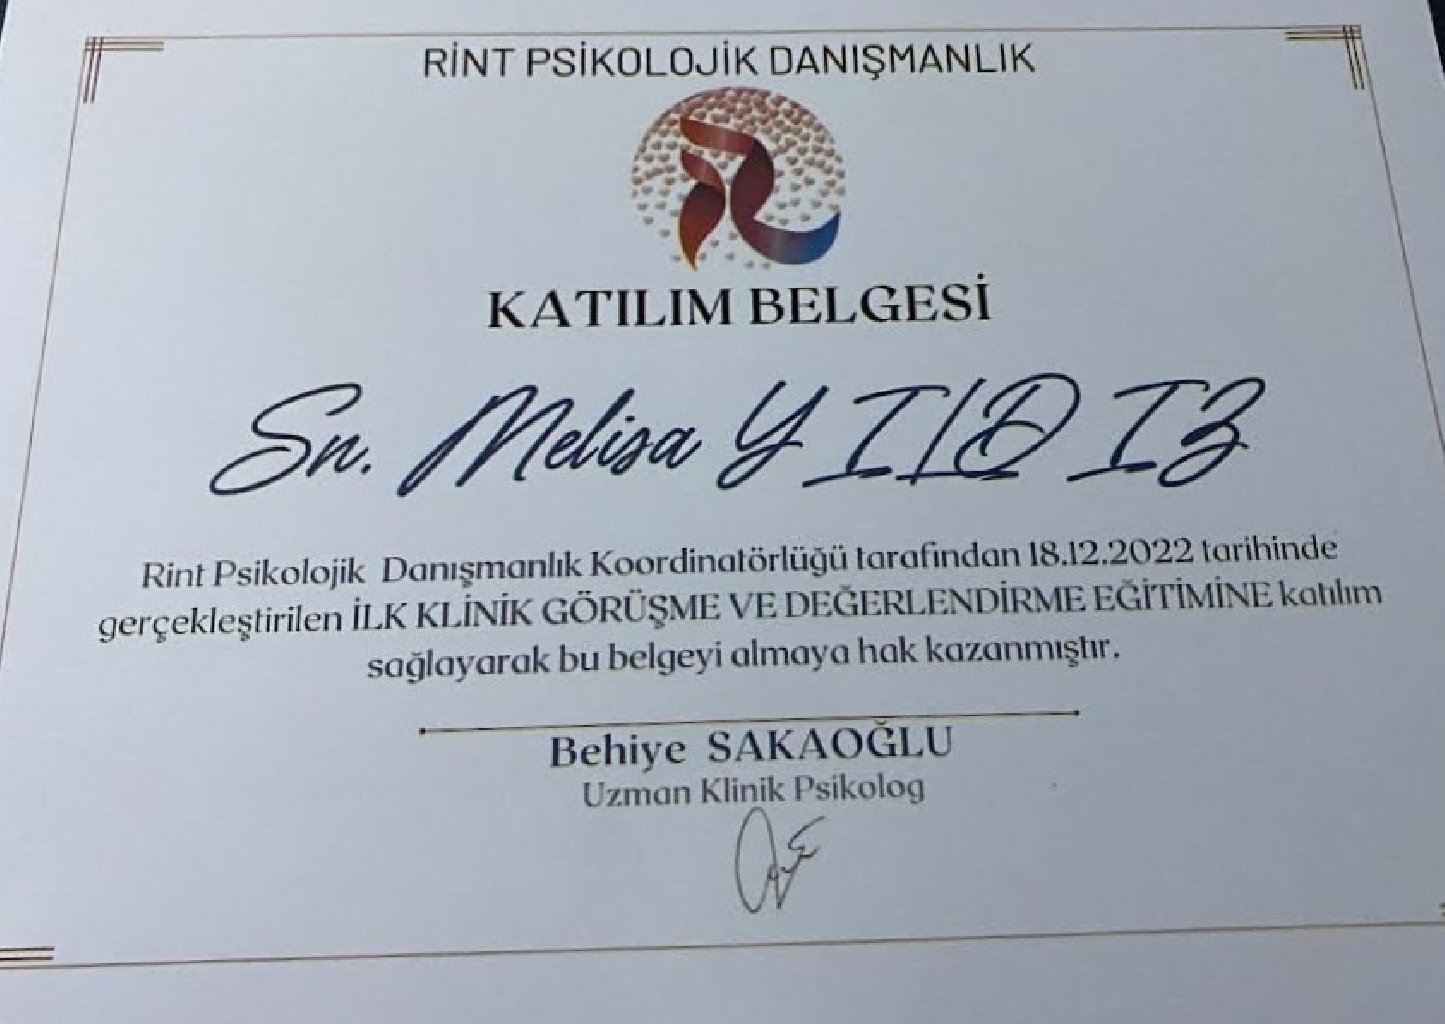 RİNT PSİKOLOJİK DANIŞMANLIK
KATILIM BELGESİ
Sn. Melisa YILDIZ
Rint Psikolojik Danışmanlık Koordinatörlüğü tarafından 18.12.2022 tarihinde
gerçekleştirilen İLK KLİNİK GÖRÜŞME VE DEĞERLENDİRME EĞİTİMİNE katılım
sağlayarak bu belgeyi almaya hak kazanmıştır.
Behiye SAKAOĞLU
Uzman Klinik Psikolog